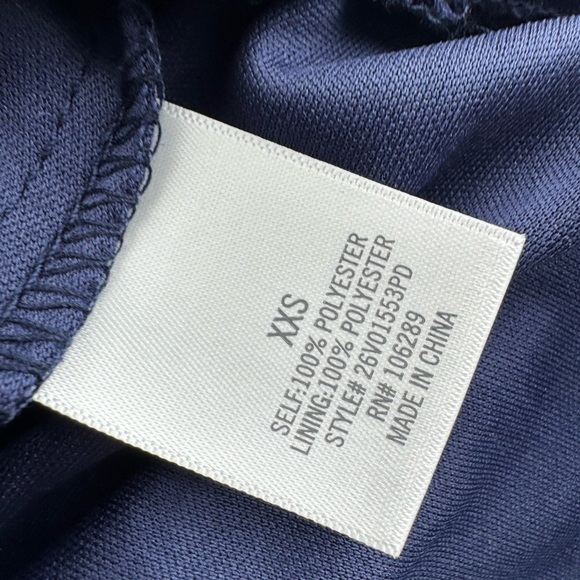 XXS
SELF:100% POLYESTER
LINING:100% POLYESTER
STYLE# 26V01553PD
RN# 106289
MADE IN CHINA